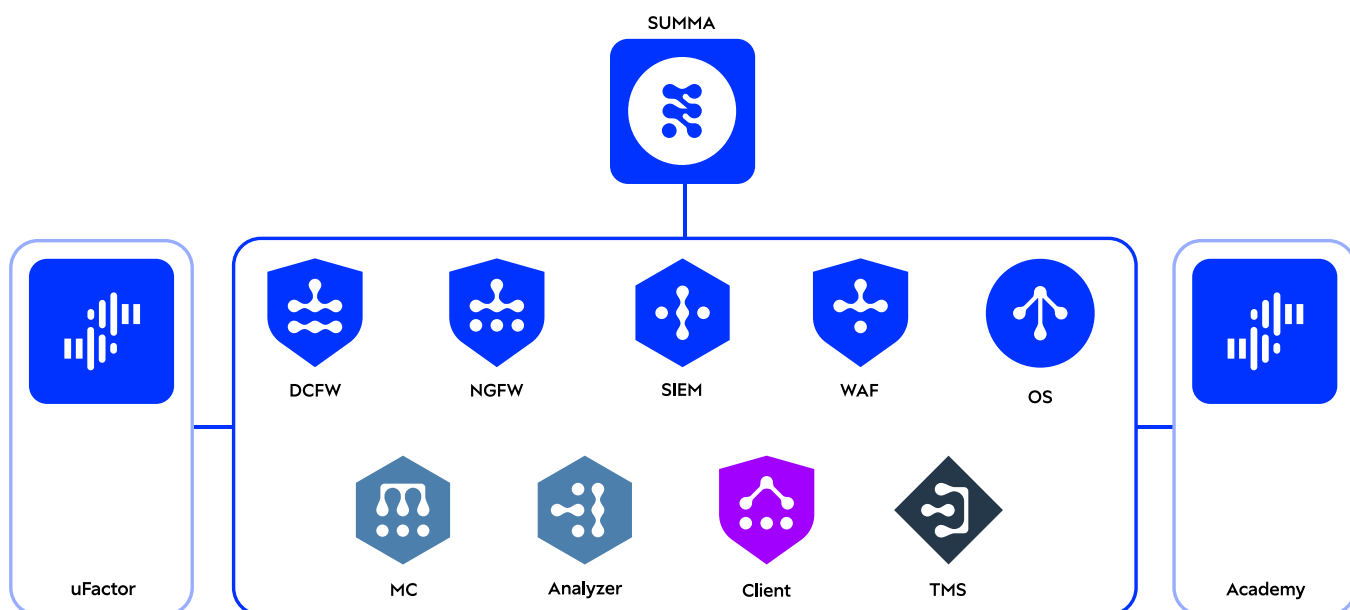 SUMMA
DCFW
NGFW
SIEM
WAF
OS
MC
Analyzer
Client
TMS
uFactor
Academy